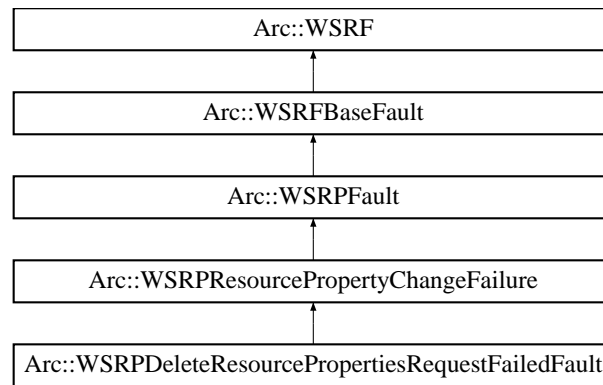 Arc::WSRF
Arc::WSRFBaseFault
Arc::WSRPFault
Arc::WSRPResourcePropertyChangeFailure
Arc::WSRPDeleteResourcePropertiesRequestFailedFault